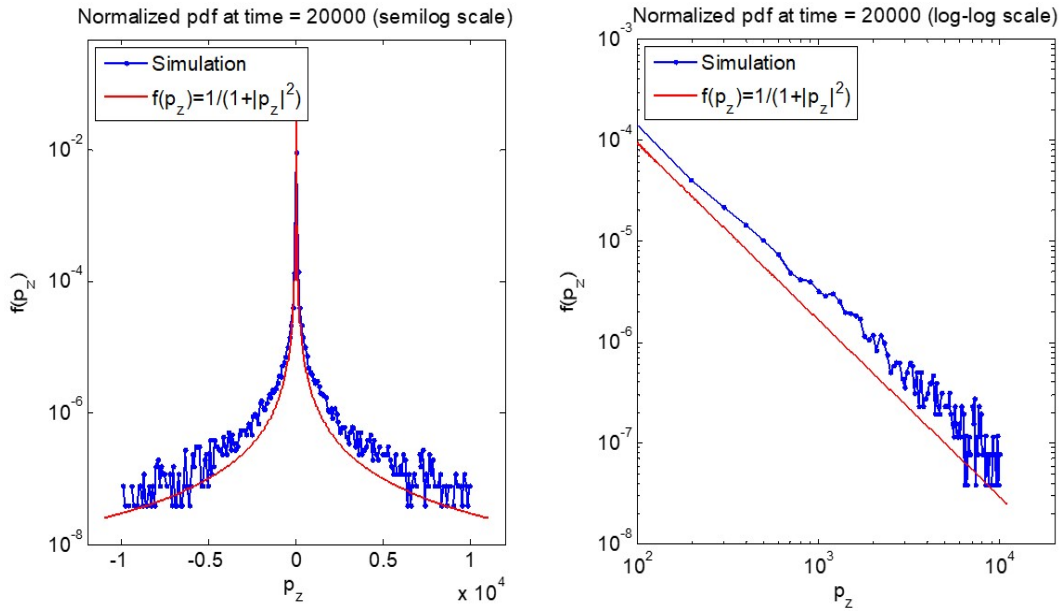 Normalized pdf at time = 20000 (semilog scale)
Simulation
f(p_z)=1/(1+|p_z|^2)
10^-2
10^-4
10^-6
10^-8
f(p_z)
-1 -0.5 0 0.5 1
x 10^4
p_z
Normalized pdf at time = 20000 (log-log scale)
Simulation
f(p_z)=1/(1+|p_z|^2)
10^-3
10^-4
10^-5
10^-6
10^-7
10^-8
f(p_z)
10^2 10^3 10^4
p_z